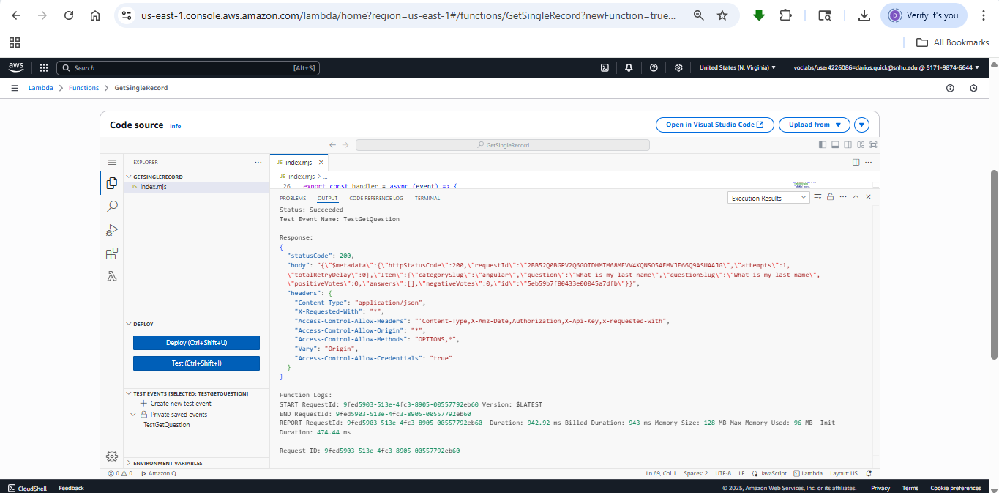 us-east-1.console.aws.amazon.com/lambda/home?region=us-east-1#/functions/GetSingleRecord?newFunction=true...
D Verify it's you
All Bookmarks
aws Search [Alt+S] United States (N. Virginia) ▼ voclabs/user4226086=darius.quick@snhu.edu @ 5171-9874-6644 ▼
Lambda > Functions > GetSingleRecord
Code source Info Open in Visual Studio Code Upload from ▼
GetSingleRecord
EXPLORER ... JS index.mjs
GETSINGLERECORD JS index.mjs > ...
JS index.mjs 26 export const handler = async (event) => {
PROBLEMS OUTPUT CODE REFERENCE LOG TERMINAL Execution Results
Status: Succeeded
Test Event Name: TestGetQuestion
Response:
{
"statusCode": 200,
"body": "{\"$metadata\":{\"httpStatusCode\":200,\"requestId\":\"2BB52Q0BGPV2Q6GOIDHMTM68MFVV4KQNSO5AEMVJF66Q9ASUAAJG\",\"attempts\":1,
\"totalRetryDelay\":0},\"Item\":{\"categorySlug\":\"angular\",\"question\":\"What is my last name\",\"questionSlug\":\"What-is-my-last-name\",
\"positiveVotes\":0,\"answers\":[],\"negativeVotes\":0,\"id\":\"5eb59b7f80433e00045a7dfb\"}}",
"headers": {
"Content-Type": "application/json",
"X-Requested-With": "*",
"Access-Control-Allow-Headers": "'Content-Type,X-Amz-Date,Authorization,X-Api-Key,x-requested-with",
"Access-Control-Allow-Origin": "*",
"Access-Control-Allow-Methods": "OPTIONS,*",
"Vary": "Origin",
"Access-Control-Allow-Credentials": "true"
}
}
Function Logs:
START RequestId: 9fed5903-513e-4fc3-8905-00557792eb60 Version: $LATEST
END RequestId: 9fed5903-513e-4fc3-8905-00557792eb60
REPORT RequestId: 9fed5903-513e-4fc3-8905-00557792eb60 Duration: 942.92 ms Billed Duration: 943 ms Memory Size: 128 MB Max Memory Used: 96 MB Init
Duration: 474.44 ms
Request ID: 9fed5903-513e-4fc3-8905-00557792eb60
DEPLOY
Deploy (Ctrl+Shift+U)
Test (Ctrl+Shift+I)
TEST EVENTS [SELECTED: TESTGETQUESTION]
Create new test event
Private saved events
TestGetQuestion
ENVIRONMENT VARIABLES
0 0 Amazon Q Ln 69, Col 1 Spaces: 2 UTF-8 LF JavaScript Lambda Layout: US
CloudShell Feedback © 2025, Amazon Web Services, Inc. or its affiliates. Privacy Terms Cookie preferences